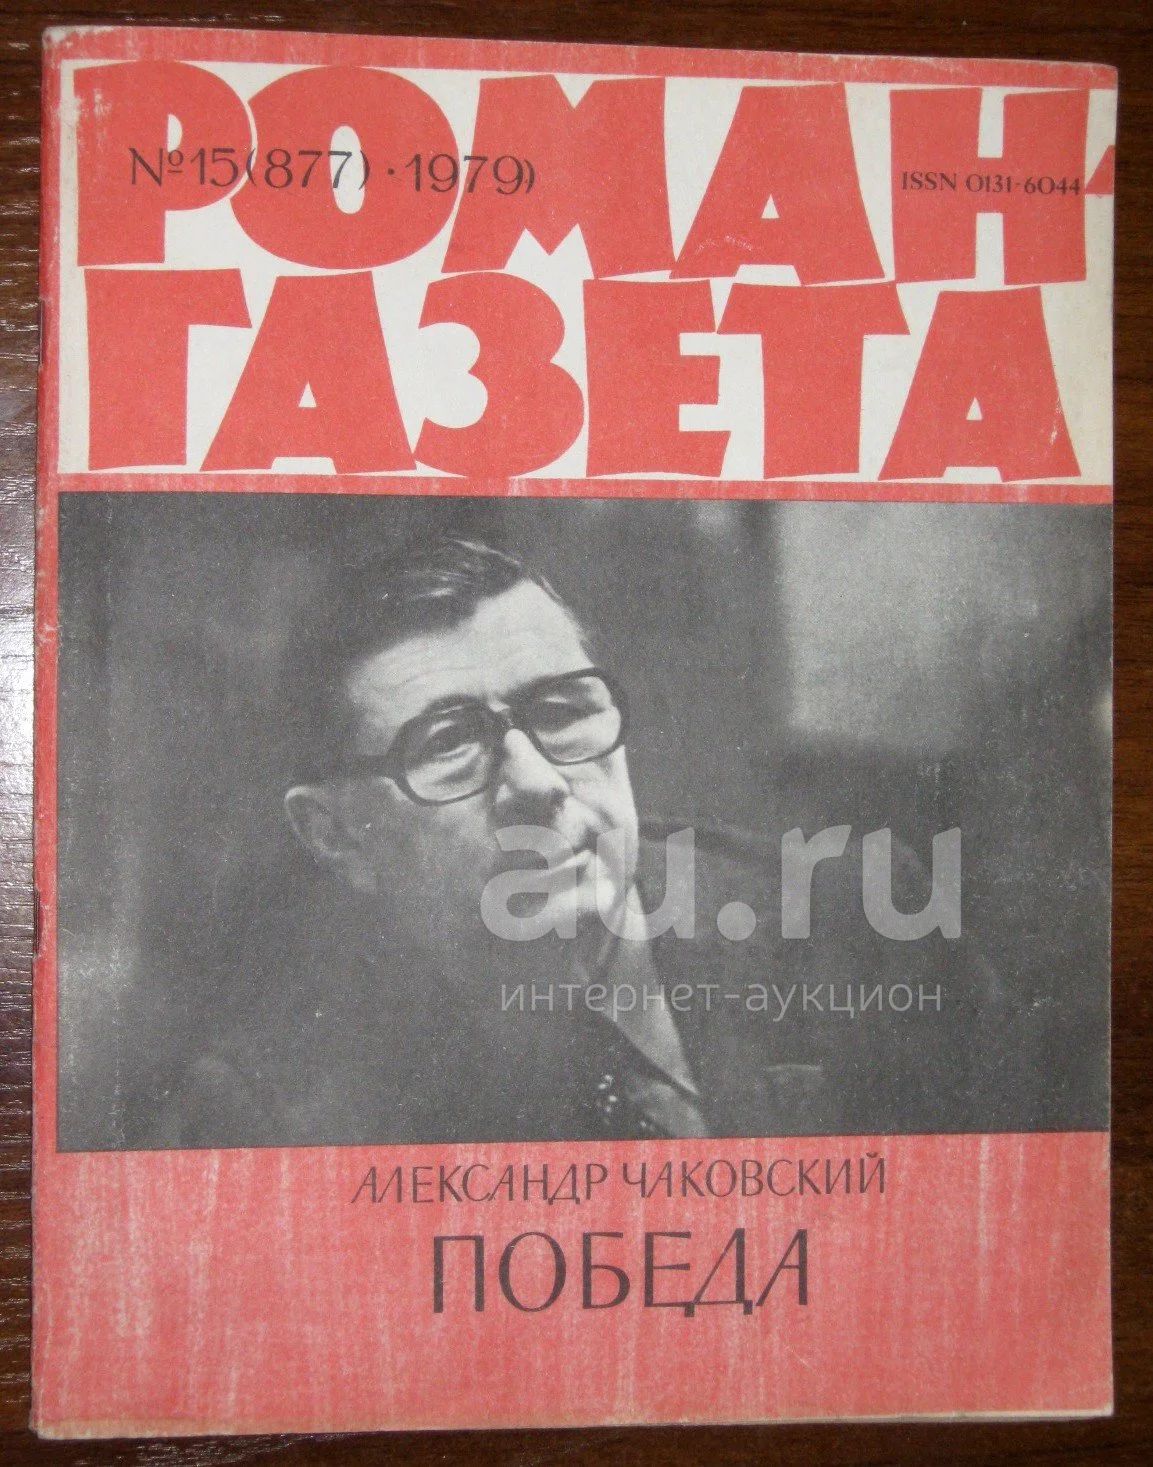 РОМАН-
№15(877)·1979)
ISSN 0131-6044
ГАЗЕТА
au.ru
интернет-аукцион
АЛЕКСАНДР ЧАКОВСКИЙ
ПОБЕДА